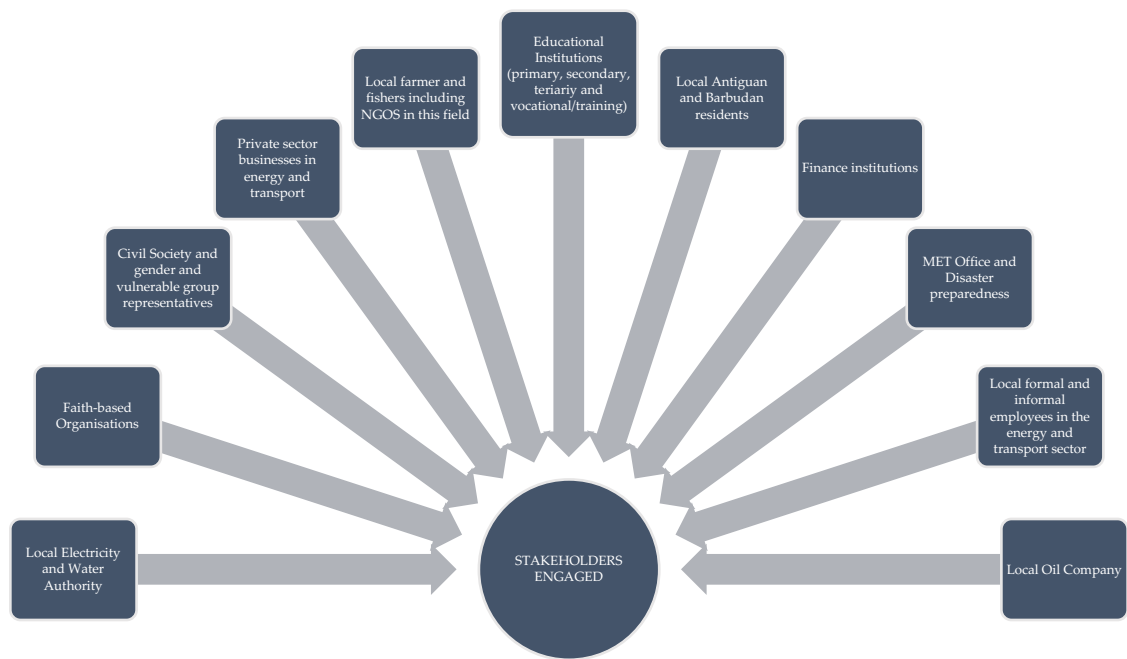 Educational
Institutions
(primary, secondary,
teriariy and
vocational/training)
Local farmer and
fishers including
NGOS in this field
Local Antiguan
and Barbudan
residents
Private sector
businesses in
energy and
transport
Finance institutions
Civil Society and
gender and
vulnerable group
representatives
MET Office and
Disaster
preparedness
Faith-based
Organisations
Local formal and
informal
employees in the
energy and
transport sector
Local Electricity
and Water
Authority
STAKEHOLDERS
ENGAGED
Local Oil Company